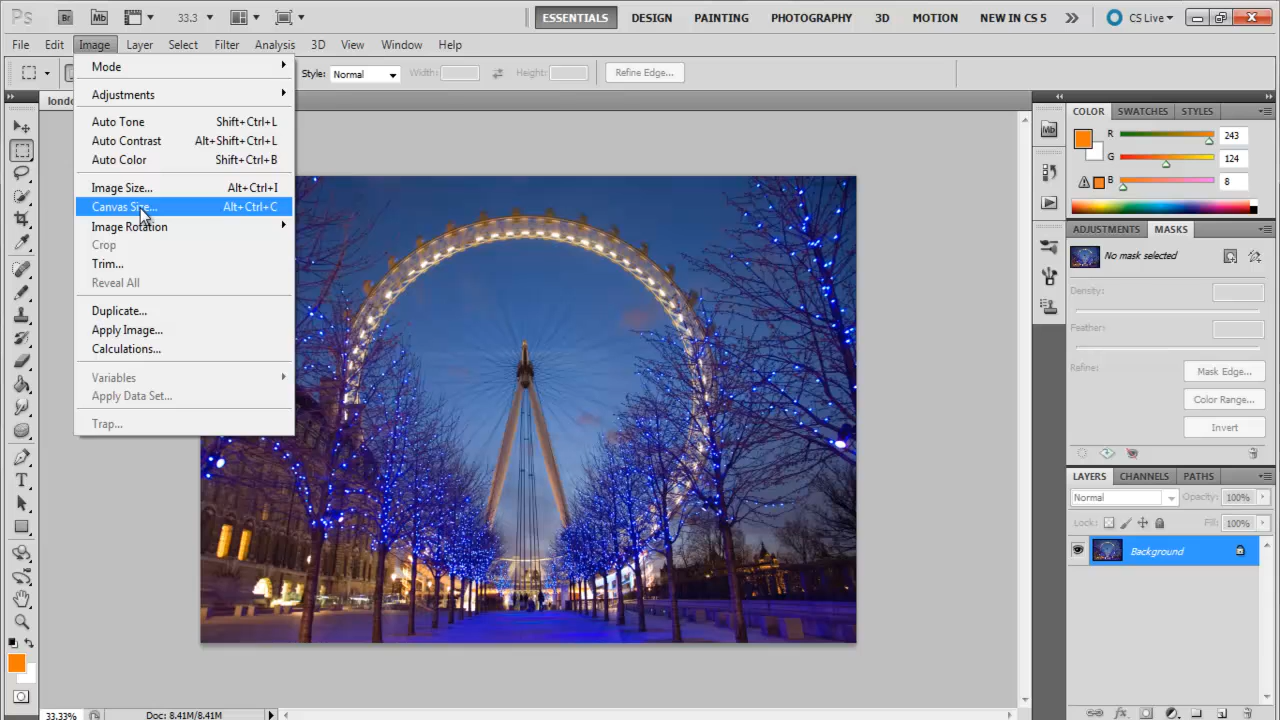 Ps Br Mb 33.3 ESSENTIALS DESIGN PAINTING PHOTOGRAPHY 3D MOTION NEW IN CS 5 CS Live
File Edit Image Layer Select Filter Analysis 3D View Window Help
Style: Normal Width: Height: Refine Edge...
Mode
Adjustments
Auto Tone Shift+Ctrl+L
Auto Contrast Alt+Shift+Ctrl+L
Auto Color Shift+Ctrl+B
Image Size... Alt+Ctrl+I
Canvas Size... Alt+Ctrl+C
Image Rotation
Crop
Trim...
Reveal All
Duplicate...
Apply Image...
Calculations...
Variables
Apply Data Set...
Trap...
Mb
COLOR SWATCHES STYLES
R 243
G 124
B 8
ADJUSTMENTS MASKS
No mask selected
Density:
Feather:
Refine: Mask Edge...
Color Range...
Invert
LAYERS CHANNELS PATHS
Normal Opacity: 100%
Lock: Fill: 100%
Background
33.33% Doc: 8.41M/8.41M